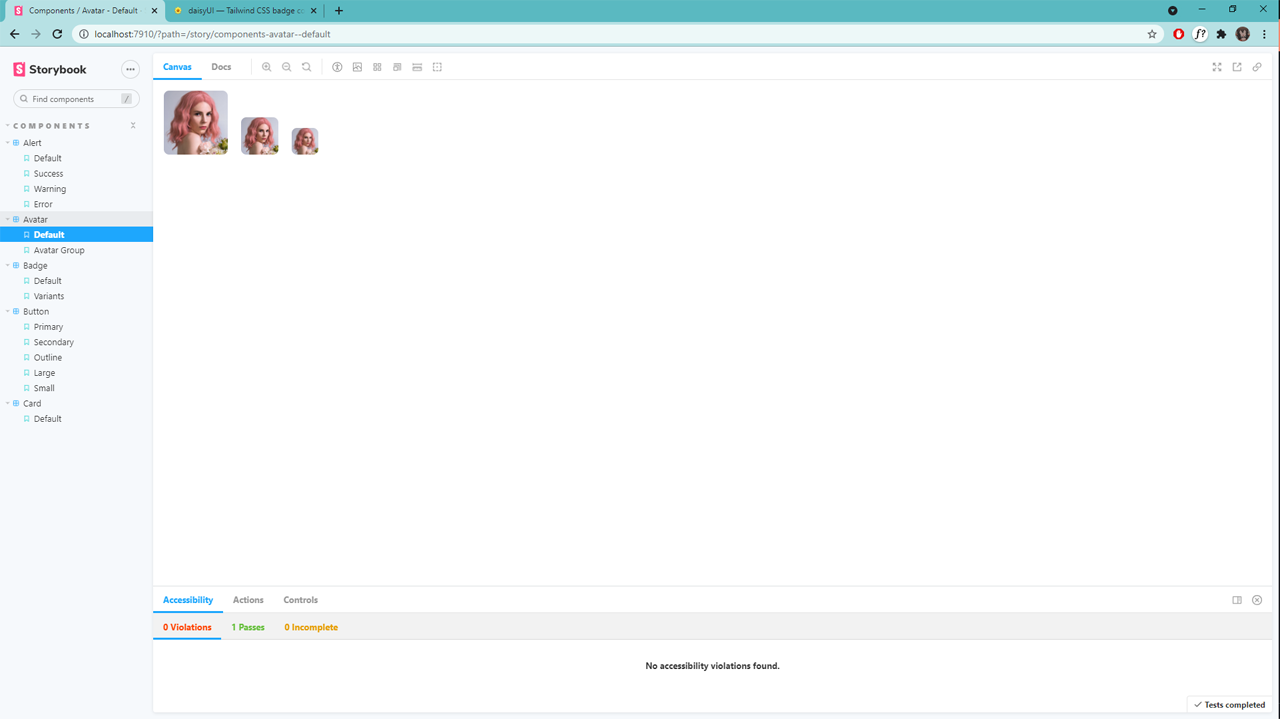 Components / Avatar - Default
daisyUI — Tailwind CSS badge c
localhost:7910/?path=/story/components-avatar--default
f?
Storybook
Find components /
COMPONENTS
Alert
Default
Success
Warning
Error
Avatar
Default
Avatar Group
Badge
Default
Variants
Button
Primary
Secondary
Outline
Large
Small
Card
Default
Canvas Docs
Accessibility Actions Controls
0 Violations 1 Passes 0 Incomplete
No accessibility violations found.
Tests completed